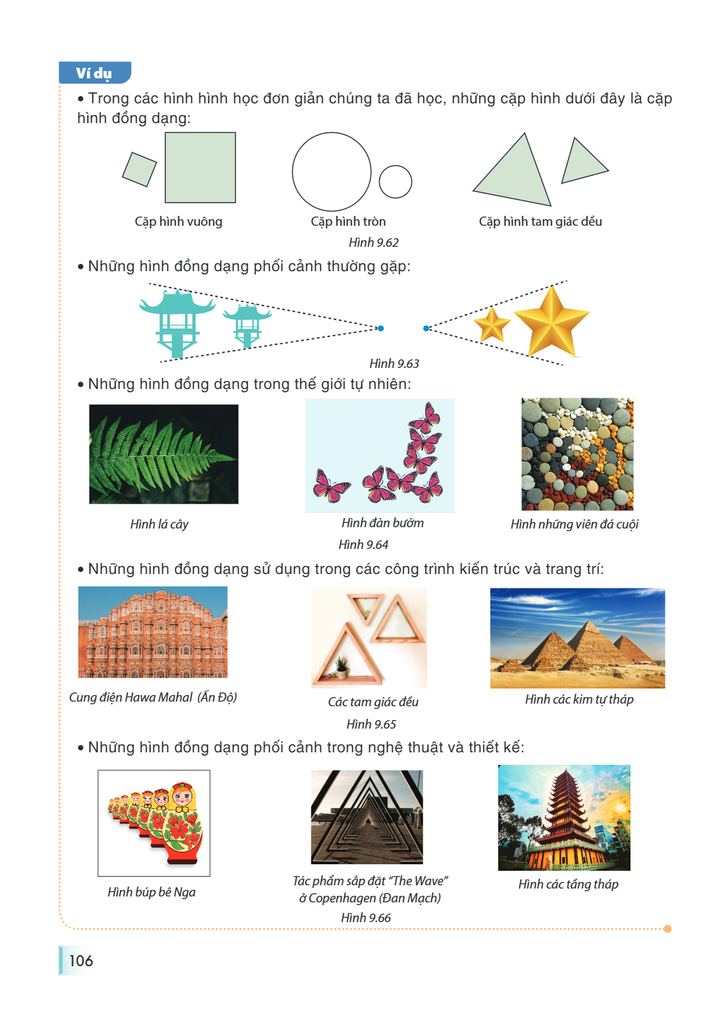 Ví dụ
• Trong các hình hình học đơn giản chúng ta đã học, những cặp hình dưới đây là cặp
hình đồng dạng:
Cặp hình vuông
Cặp hình tròn
Cặp hình tam giác đều
Hình 9.62
• Những hình đồng dạng phối cảnh thường gặp:
Hình 9.63
• Những hình đồng dạng trong thế giới tự nhiên:
Hình lá cây
Hình đàn bướm
Hình những viên đá cuội
Hình 9.64
• Những hình đồng dạng sử dụng trong các công trình kiến trúc và trang trí:
Cung điện Hawa Mahal (Ấn Độ)
Các tam giác đều
Hình các kim tự tháp
Hình 9.65
• Những hình đồng dạng phối cảnh trong nghệ thuật và thiết kế:
Hình búp bê Nga
Tác phẩm sắp đặt “The Wave”
ở Copenhagen (Đan Mạch)
Hình các tầng tháp
Hình 9.66
106